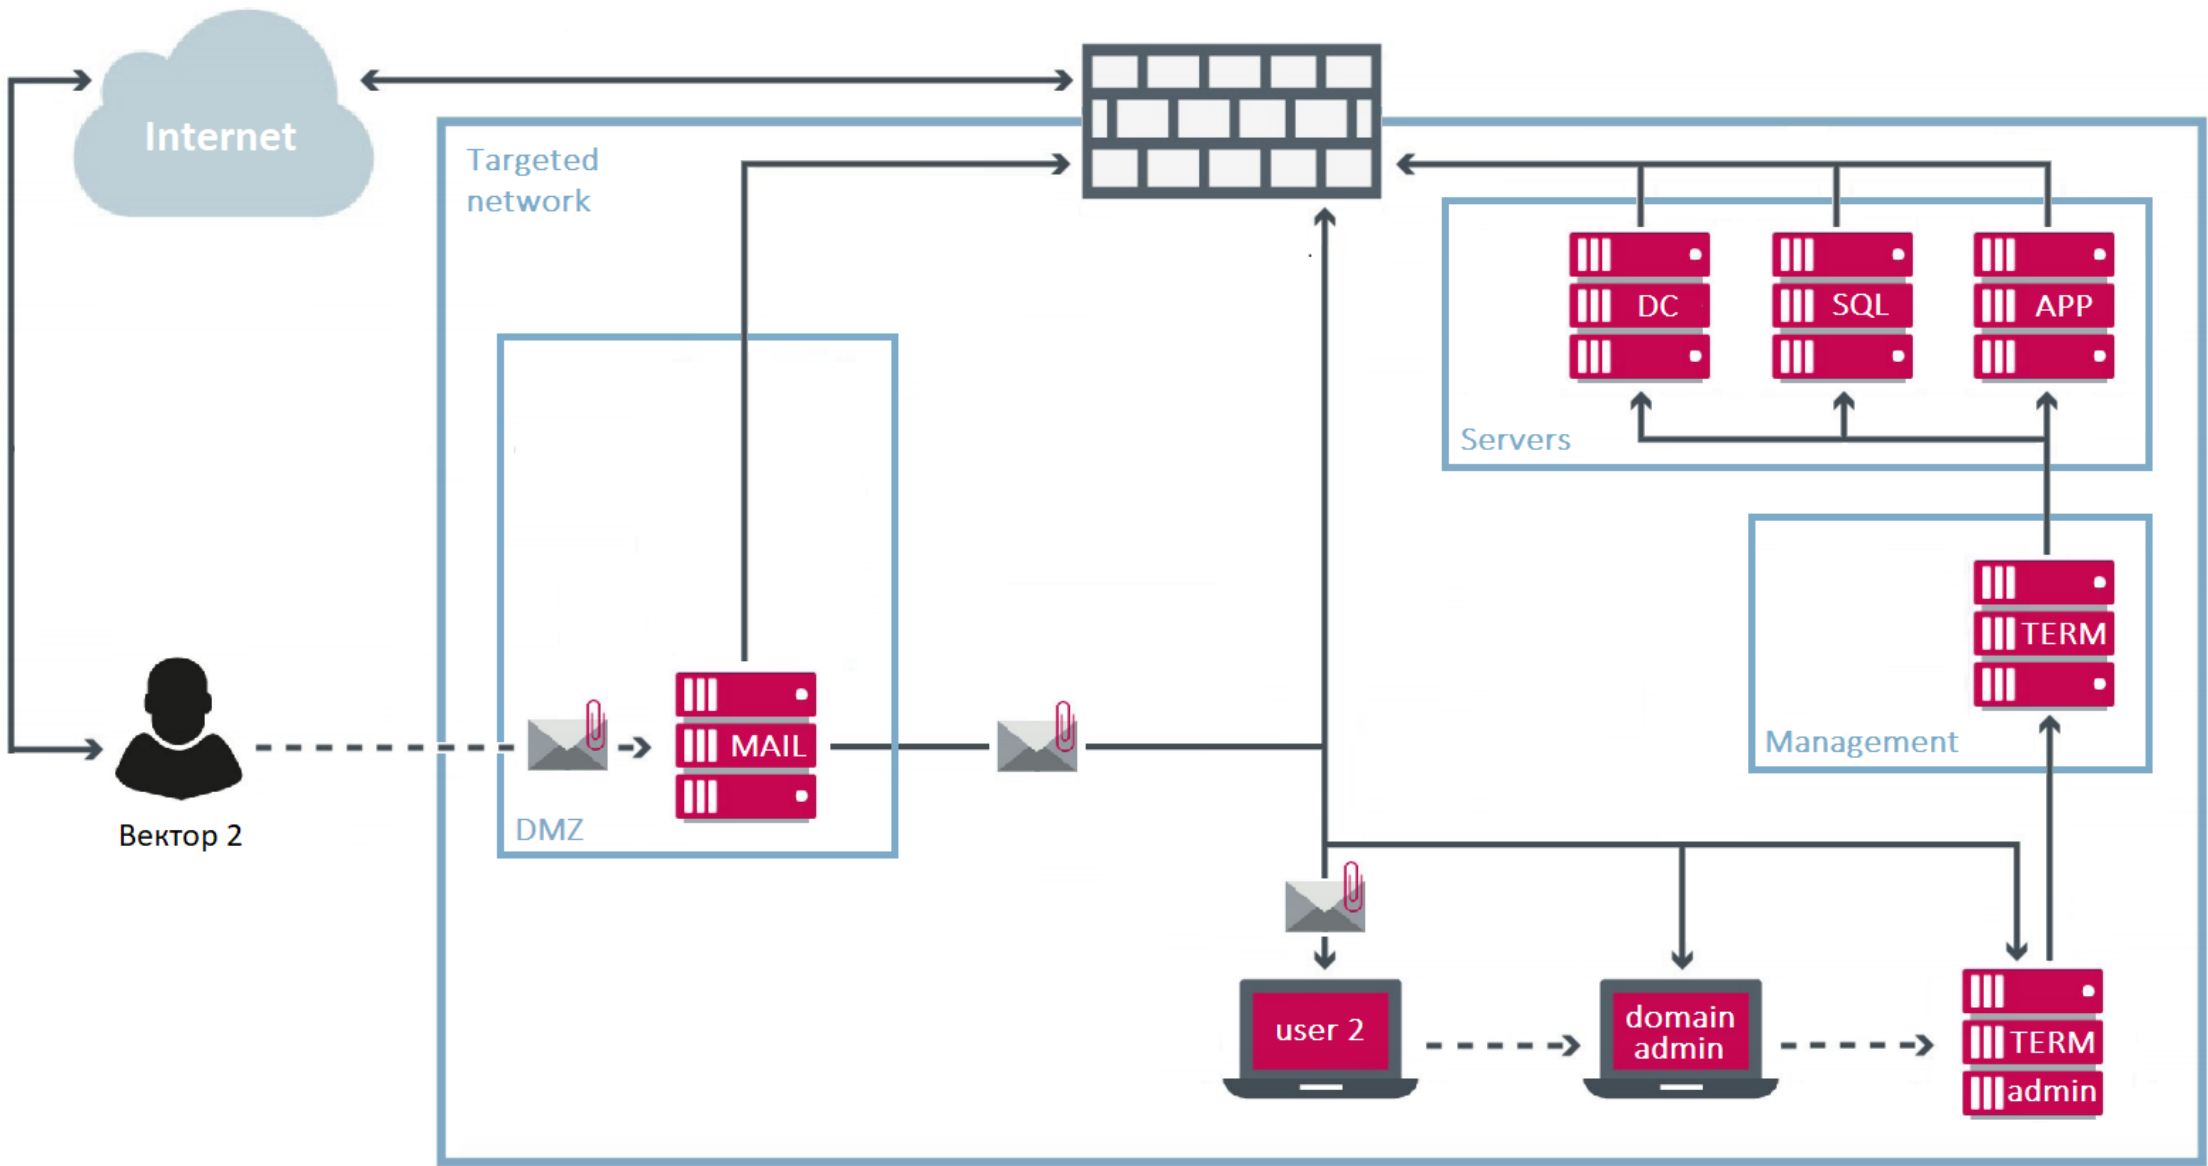 Internet
Targeted
network
DC
SQL
APP
Servers
TERM
Management
MAIL
DMZ
Вектор 2
user 2
domain
admin
TERM
admin